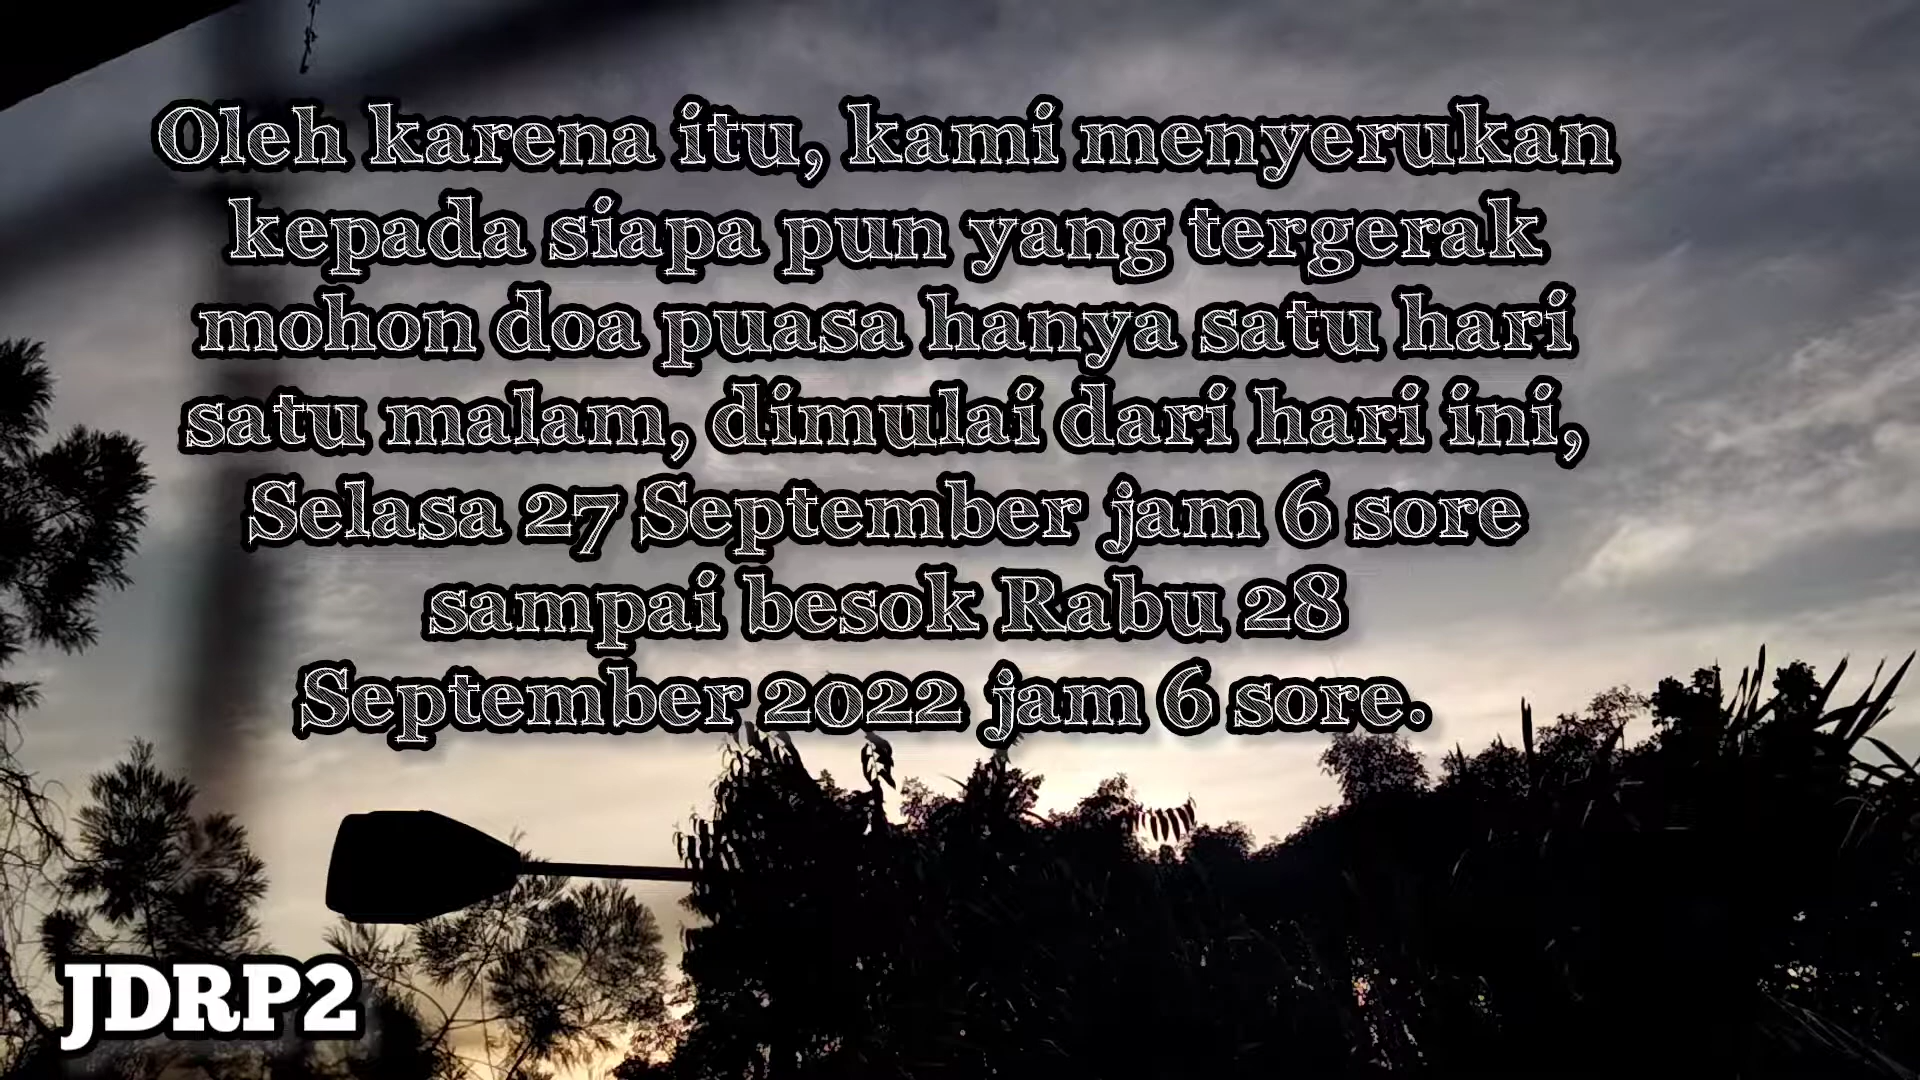 Oleh karena itu, kami menyerukan
kepada siapa pun yang tergerak
mohon doa puasa hanya satu hari
satu malam, dimulai dari hari ini,
Selasa 27 September jam 6 sore
sampai besok Rabu 28
September 2022 jam 6 sore.
JDRP2